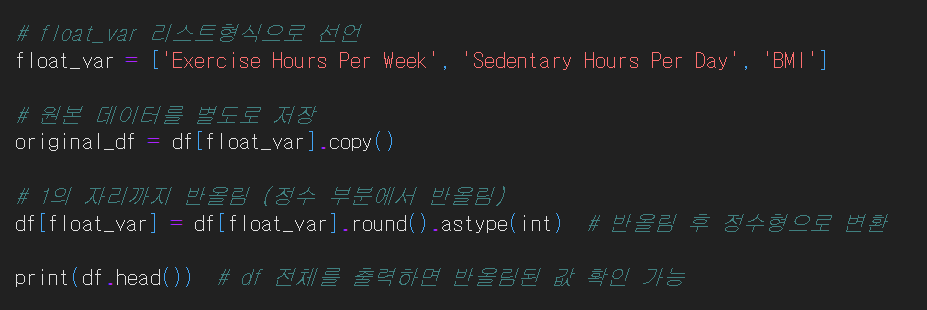 # float_var 리스트형식으로 선언
float_var = ['Exercise Hours Per Week', 'Sedentary Hours Per Day', 'BMI']
# 원본 데이터를 별도로 저장
original_df = df[float_var].copy()
# 1의 자리까지 반올림 (정수 부분에서 반올림)
df[float_var] = df[float_var].round().astype(int)  # 반올림 후 정수형으로 변환
print(df.head())  # df 전체를 출력하면 반올림된 값 확인 가능